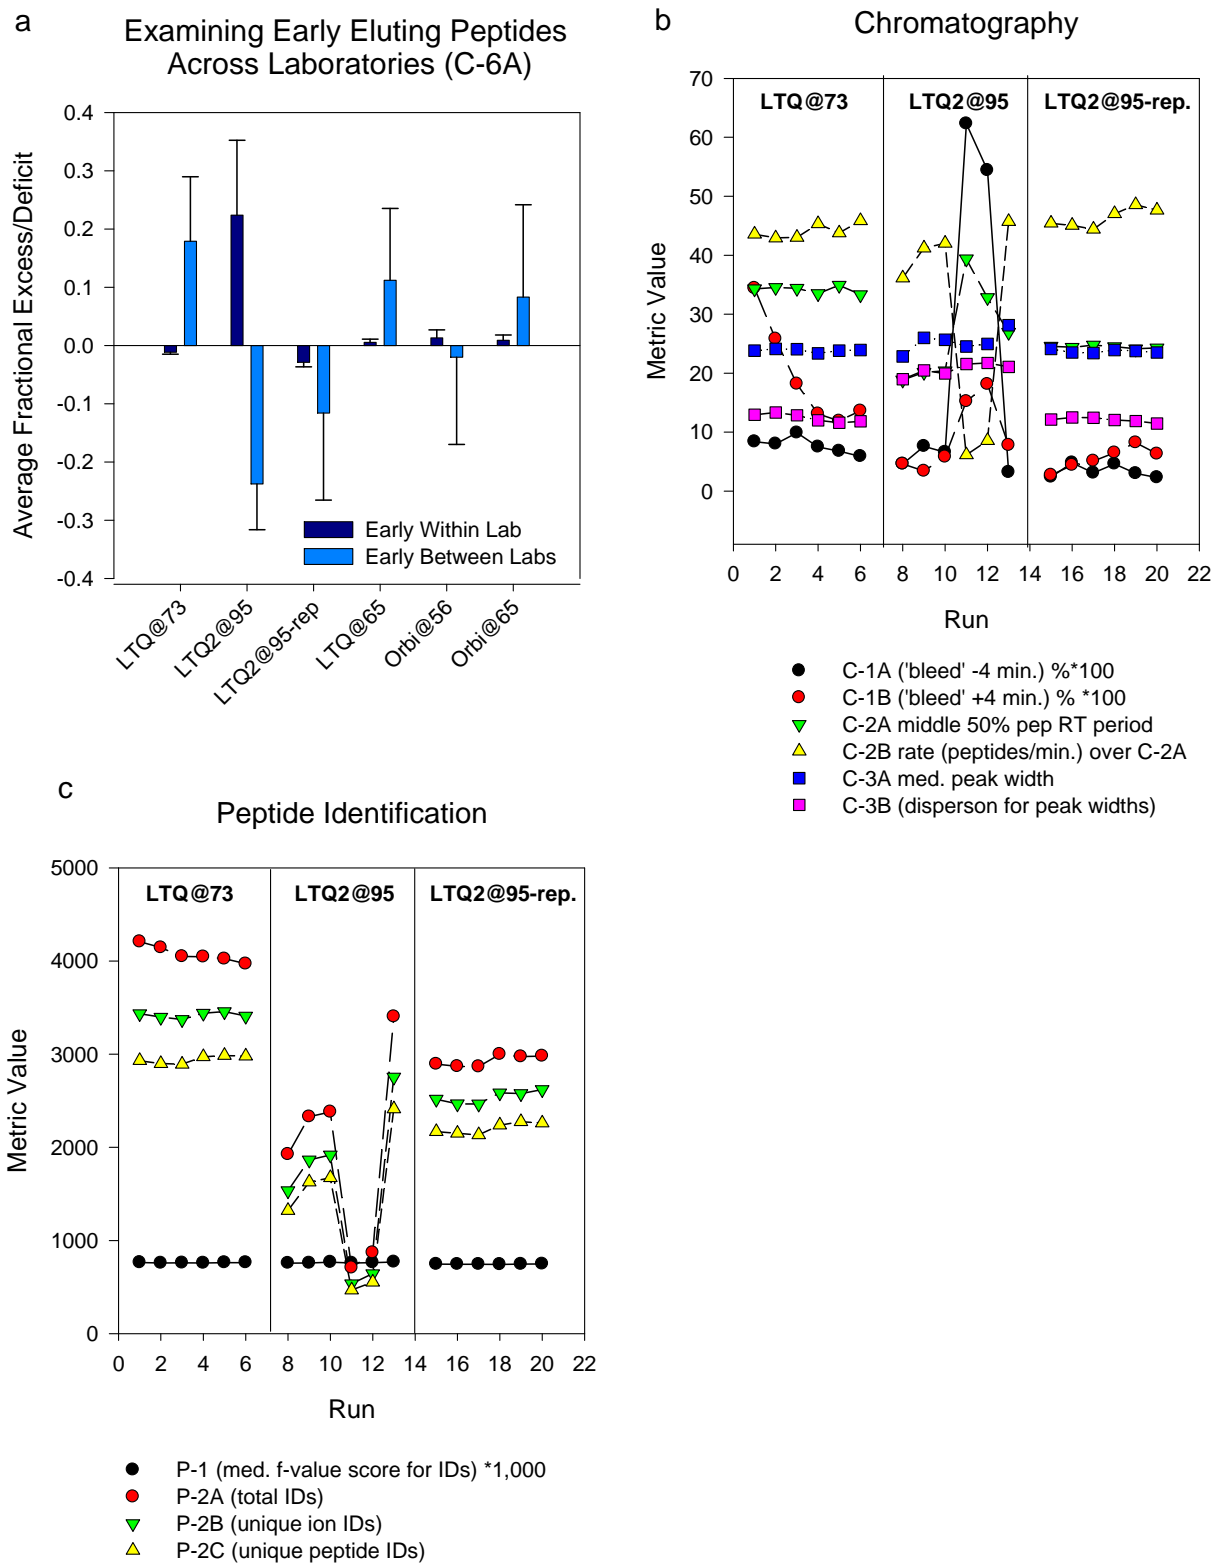 a
Examining Early Eluting Peptides
Across Laboratories (C-6A)
Average Fractional Excess/Deficit
0.4
0.3
0.2
0.1
0.0
-0.1
-0.2
-0.3
-0.4
Early Within Lab
Early Between Labs
LTQ@73
LTQ2@95
LTQ2@95-rep
LTQ@65
Orbi@56
Orbi@65
b
Chromatography
Metric Value
70
60
50
40
30
20
10
0
LTQ@73
LTQ2@95
LTQ2@95-rep.
0 2 4 6 8 10 12 14 16 18 20 22
Run
C-1A ('bleed' -4 min.) %*100
C-1B ('bleed' +4 min.) % *100
C-2A middle 50% pep RT period
C-2B rate (peptides/min.) over C-2A
C-3A med. peak width
C-3B (disperson for peak widths)
c
Peptide Identification
Metric Value
5000
4000
3000
2000
1000
0
LTQ@73
LTQ2@95
LTQ2@95-rep.
0 2 4 6 8 10 12 14 16 18 20 22
Run
P-1 (med. f-value score for IDs) *1,000
P-2A (total IDs)
P-2B (unique ion IDs)
P-2C (unique peptide IDs)